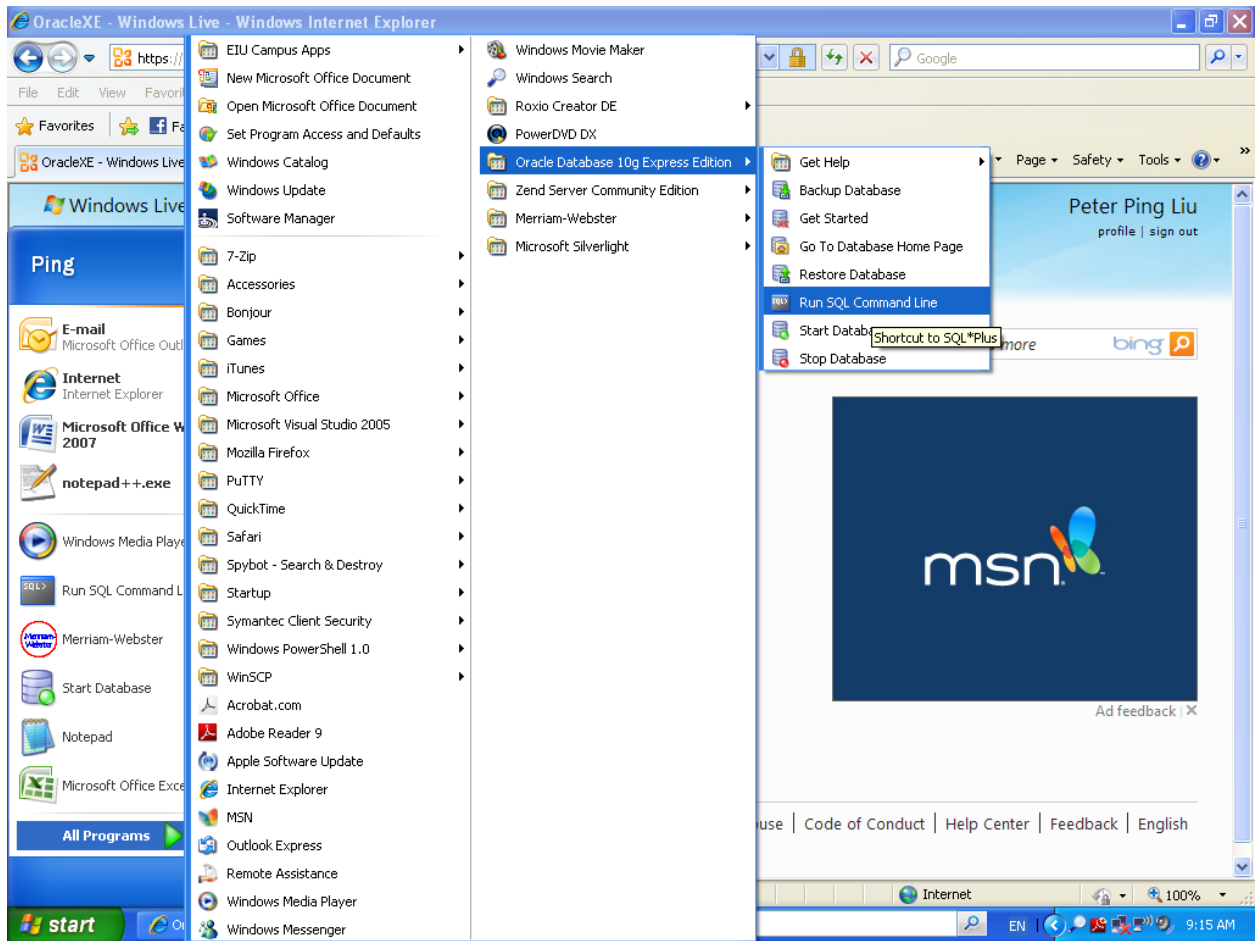 OracleXE - Windows Live - Windows Internet Explorer
https://
Google
File Edit View
Favorites
OracleXE - Windows Live
Page Safety Tools
Windows Live
Peter Ping Liu
profile | sign out
more
bing
msn
Ad feedback
Code of Conduct | Help Center | Feedback | English
Internet
100%
Ping
E-mail
Microsoft Office
Internet
Internet Explorer
Microsoft Office
2007
notepad++.exe
Windows Media
Run SQL Command
Merriam-Webster
Start Database
Notepad
Microsoft Office
All Programs
EIU Campus Apps
New Microsoft Office Document
Open Microsoft Office Document
Set Program Access and Defaults
Windows Catalog
Windows Update
Software Manager
7-Zip
Accessories
Bonjour
Games
iTunes
Microsoft Office
Microsoft Visual Studio 2005
Mozilla Firefox
PuTTY
QuickTime
Safari
Spybot - Search & Destroy
Startup
Symantec Client Security
Windows PowerShell 1.0
WinSCP
Acrobat.com
Adobe Reader 9
Apple Software Update
Internet Explorer
MSN
Outlook Express
Remote Assistance
Windows Media Player
Windows Messenger
Windows Movie Maker
Windows Search
Roxio Creator DE
PowerDVD DX
Oracle Database 10g Express Edition
Zend Server Community Edition
Merriam-Webster
Microsoft Silverlight
Get Help
Backup Database
Get Started
Go To Database Home Page
Restore Database
Run SQL Command Line
Start
Shortcut to SQL*Plus
Stop Database
start
EN
9:15 AM